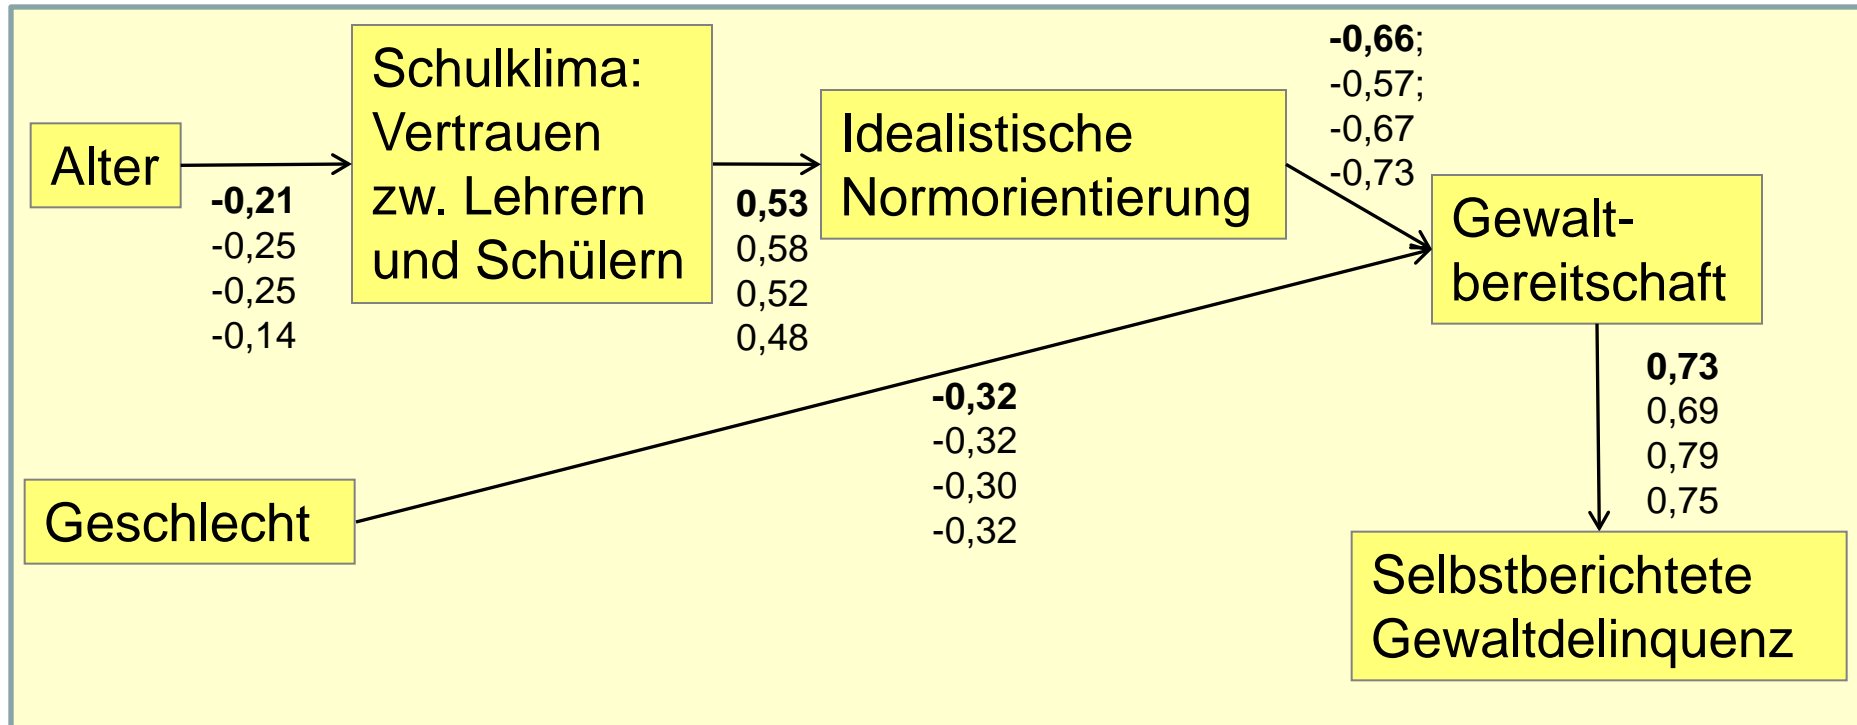 Alter
-0,21
-0,25
-0,25
-0,14
Schulklima:
Vertrauen
zw. Lehrern
und Schülern
0,53
0,58
0,52
0,48
Idealistische
Normorientierung
-0,66;
-0,57;
-0,67
-0,73
Gewalt-
bereitschaft
Geschlecht
-0,32
-0,32
-0,30
-0,32
0,73
0,69
0,79
0,75
Selbstberichtete
Gewaltdelinquenz